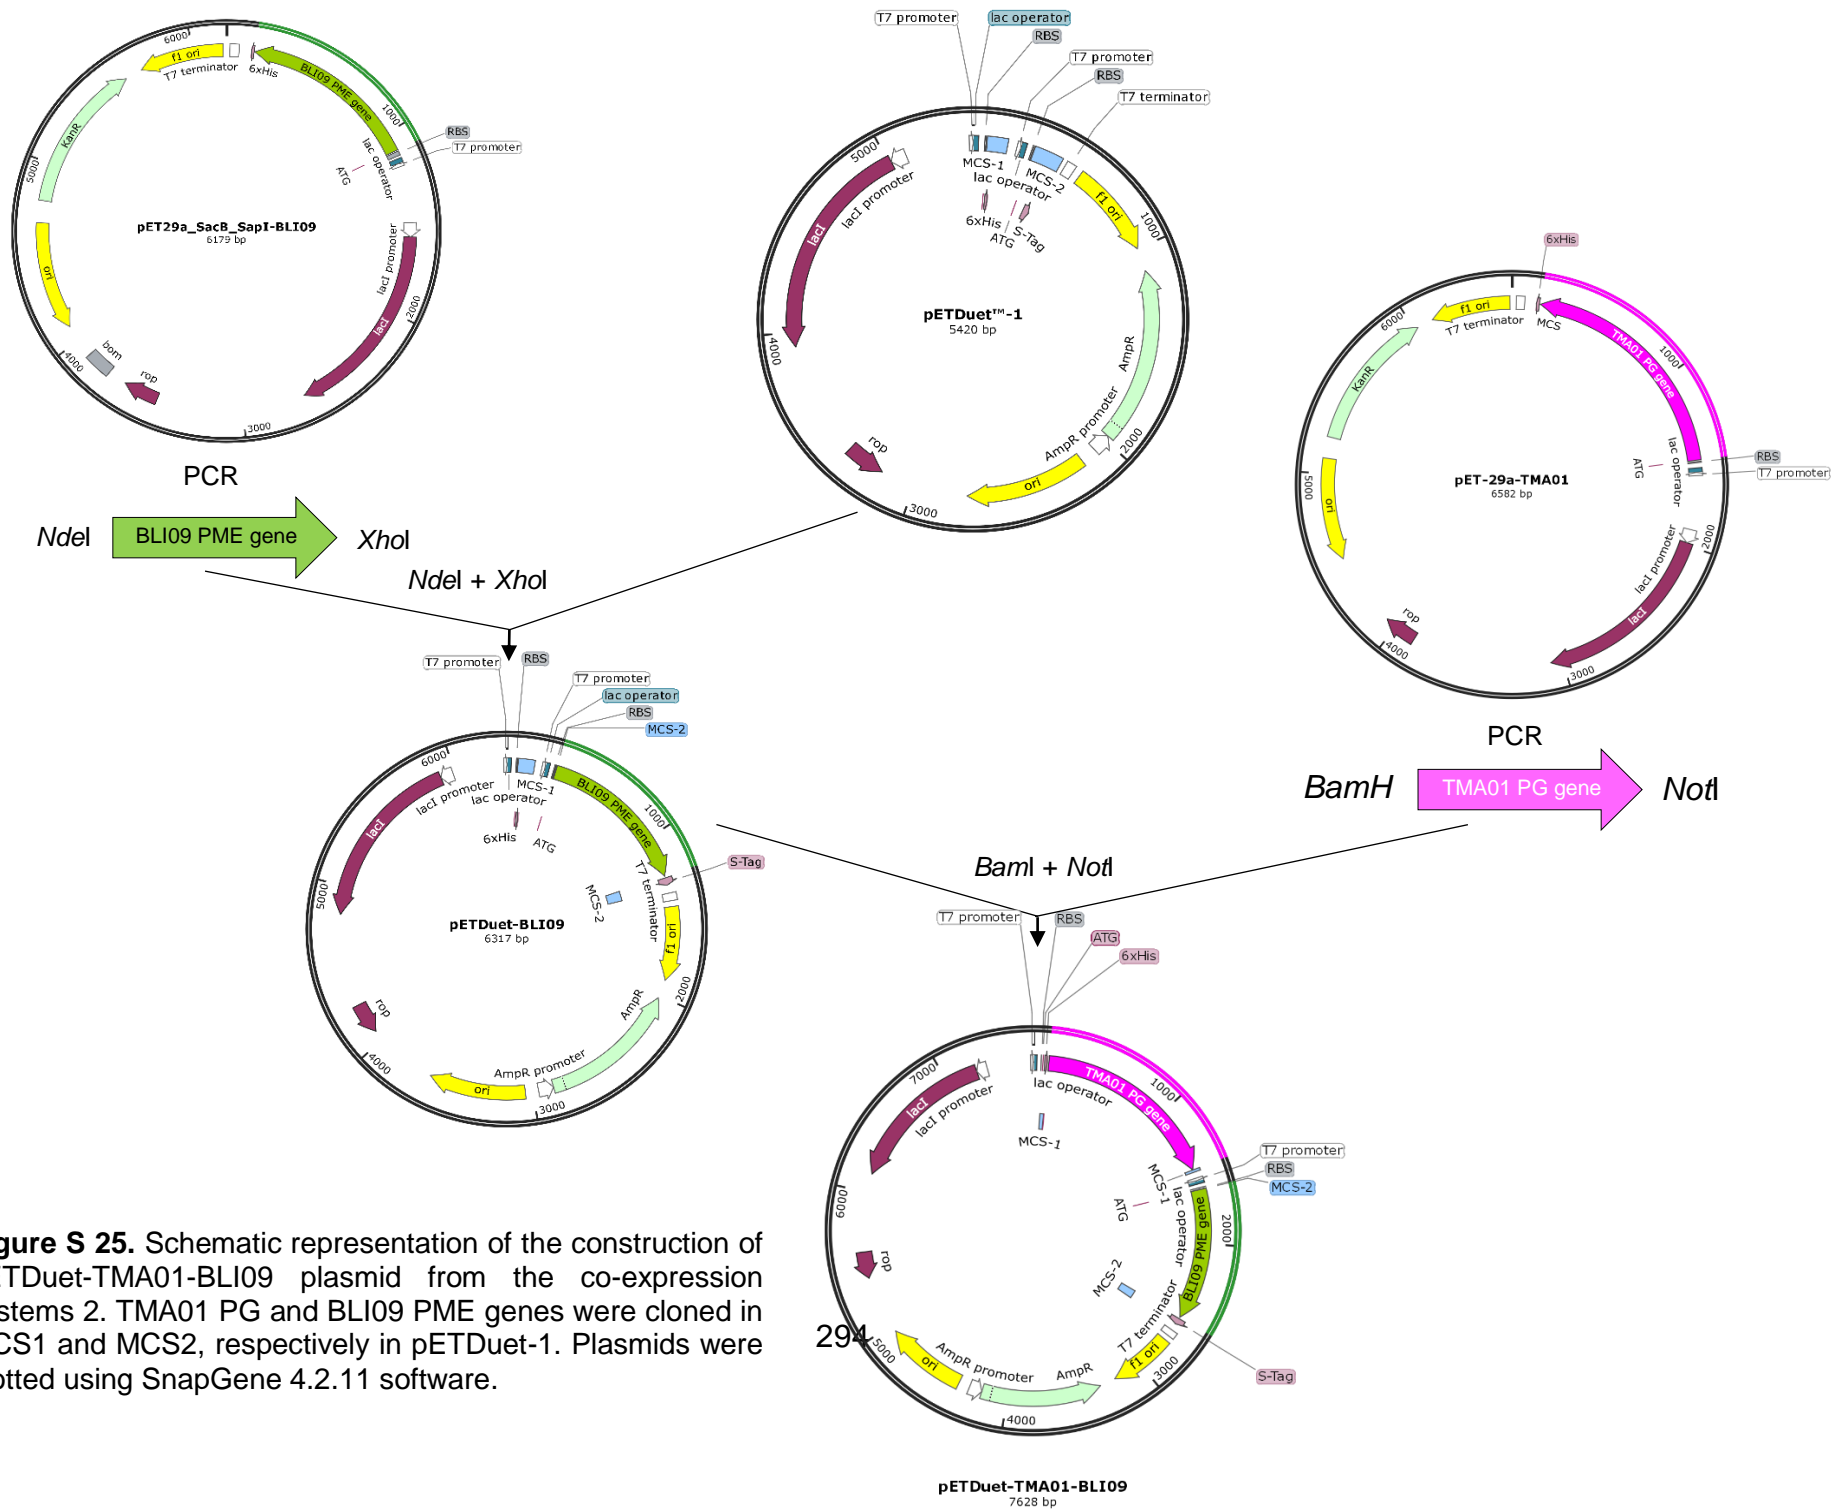 6000
f1 ori
T7 terminator
6xHis
BLI09 PME gene
1000
RBS
T7 promoter
lac operator
ATG
KanR
5000
pET29a_SacB_SapI-BLI09
6179 bp
lacI promoter
lacI
2000
ori
bom
4000
rop
3000
PCR
NdeI
BLI09 PME gene
XhoI
NdeI + XhoI
T7 promoter
lac operator
RBS
T7 promoter
RBS
T7 terminator
5000
MCS-1
lac operator
MCS-2
lacI promoter
lacI
6xHis
ATG
S-Tag
f1 ori
1000
pETDuet™-1
5420 bp
4000
AmpR
AmpR promoter
2000
rop
ori
3000
6xHis
6000
f1 ori
T7 terminator
MCS
TMA01 PG gene
1000
KanR
lac operator
ATG
RBS
T7 promoter
pET-29a-TMA01
6582 bp
5000
ori
lacI promoter
2000
lacI
rop
4000
3000
PCR
BamH
TMA01 PG gene
NotI
T7 promoter
RBS
T7 promoter
lac operator
RBS
MCS-2
6000
lacI promoter
lacI
MCS-1
lac operator
6xHis
ATG
BLI09 PME gene
1000
S-Tag
T7 terminator
MCS-2
5000
pETDuet-BLI09
6317 bp
f1 ori
2000
rop
AmpR
4000
AmpR promoter
ori
3000
BamI + NotI
T7 promoter
RBS
ATG
6xHis
7000
lacI
lacI promoter
lac operator
TMA01 PG gene
1000
MCS-1
T7 promoter
RBS
MCS-2
MCS-1
lac operator
ATG
6000
2000
BLI09 PME gene
rop
MCS-2
T7 terminator
5000
ori
AmpR promoter
AmpR
f1 ori
3000
S-Tag
4000
pETDuet-TMA01-BLI09
7628 bp
gure S 25. Schematic representation of the construction of
ETDuet-TMA01-BLI09 plasmid from the co-expression
stems 2. TMA01 PG and BLI09 PME genes were cloned in
CS1 and MCS2, respectively in pETDuet-1. Plasmids were
otted using SnapGene 4.2.11 software.
294